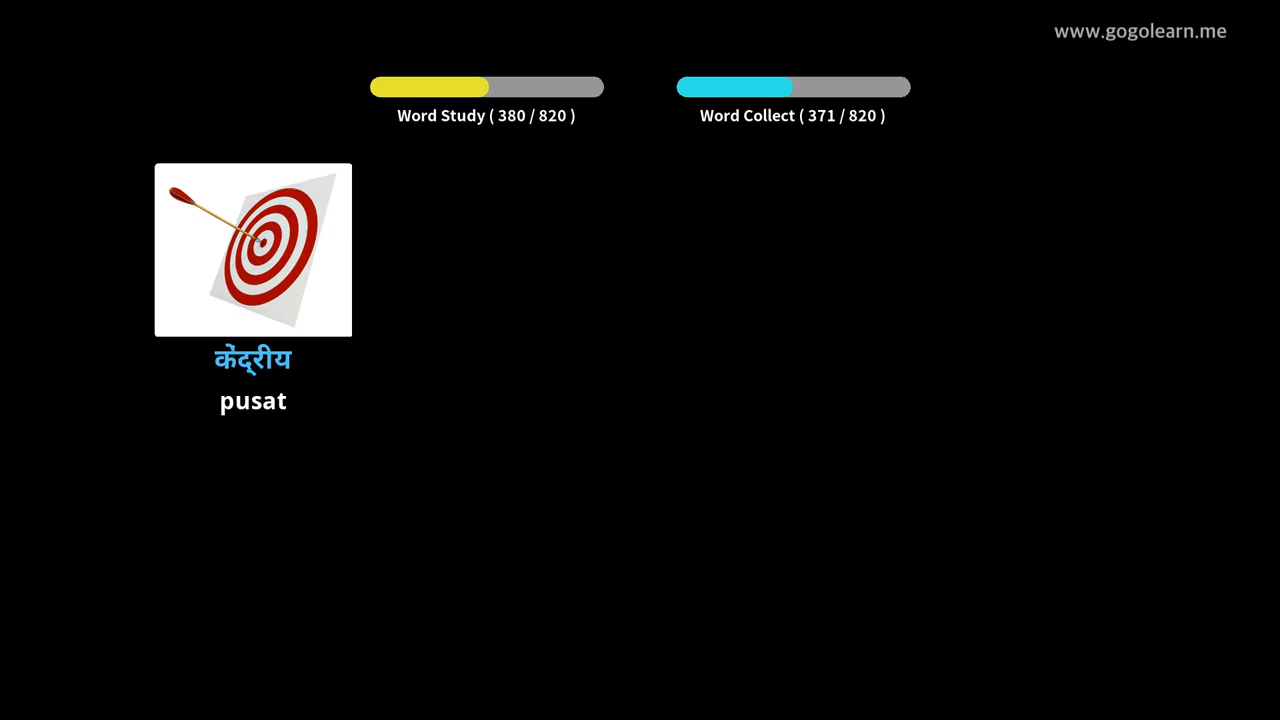 www.gogolearn.me
Word Study ( 380 / 820 )
Word Collect ( 371 / 820 )
केंद्रीय
pusat